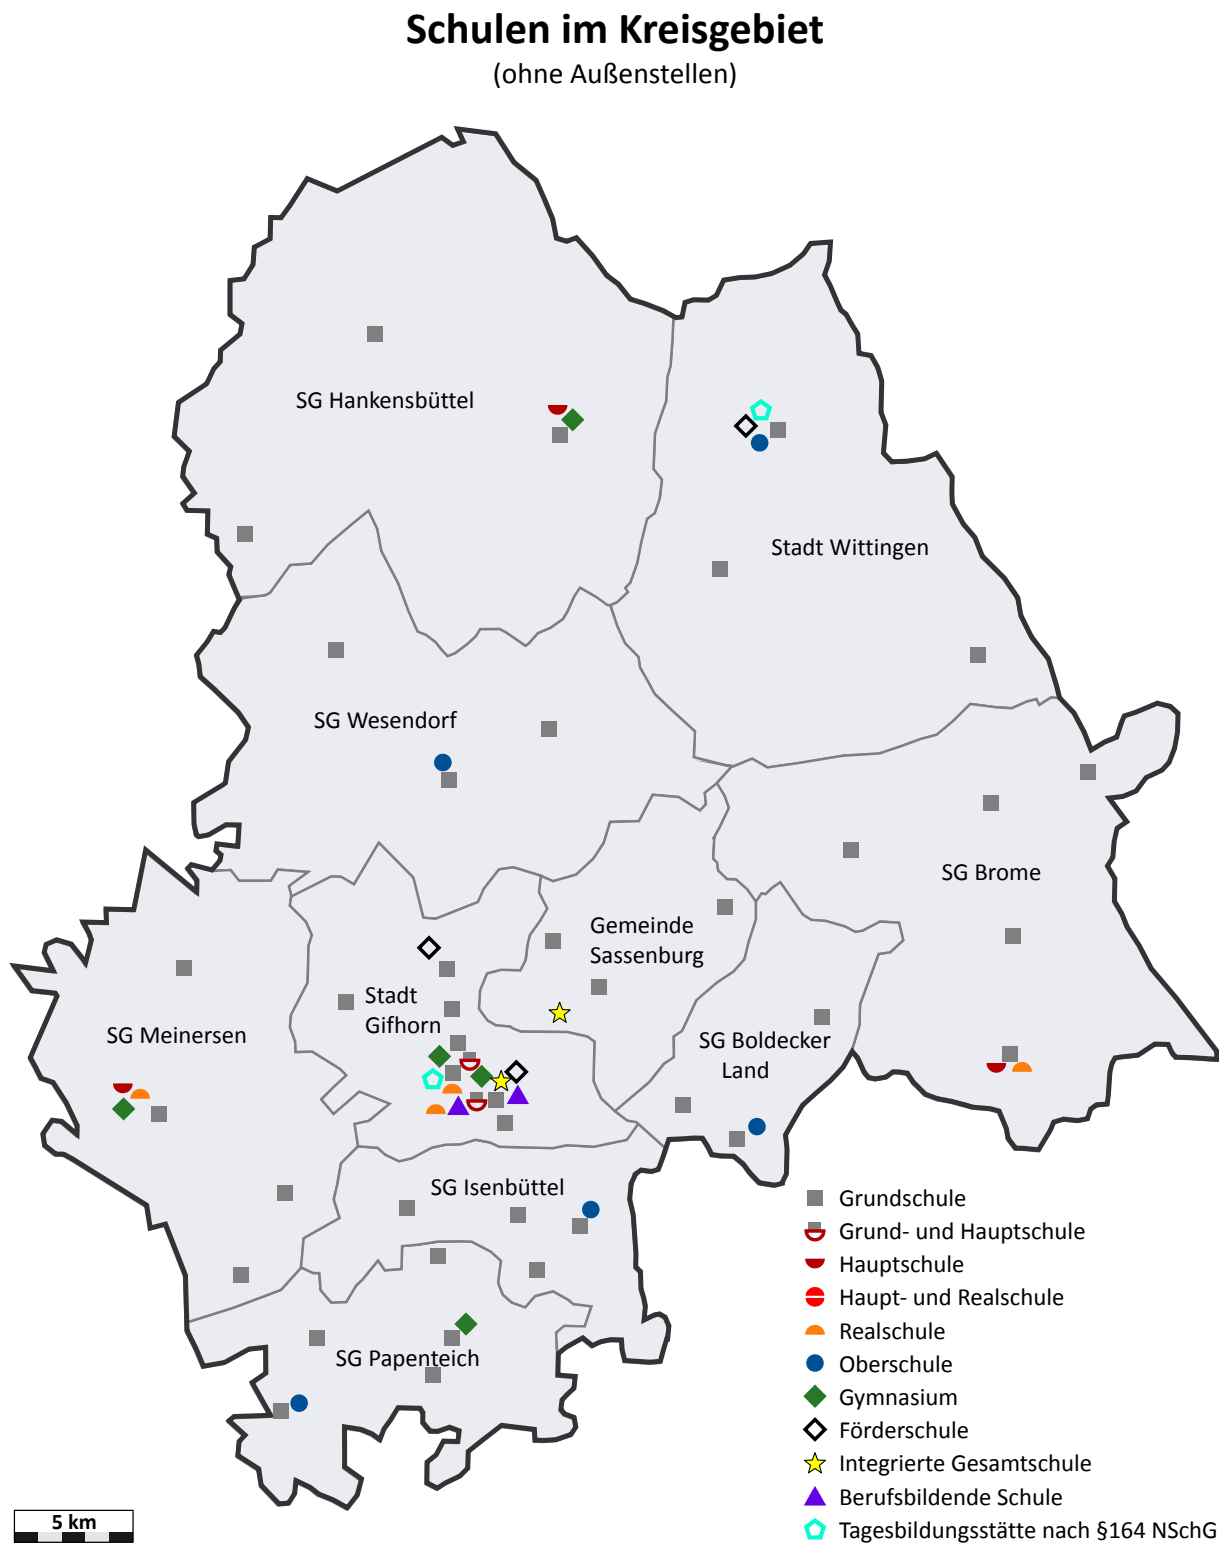 Schulen im Kreisgebiet
(ohne Außenstellen)
SG Hankensbüttel
Stadt Wittingen
SG Wesendorf
SG Brome
Gemeinde
Sassenburg
Stadt
Gifhorn
SG Meinersen
SG Boldecker
Land
SG Isenbüttel
SG Papenteich
Grundschule
Grund- und Hauptschule
Hauptschule
Haupt- und Realschule
Realschule
Oberschule
Gymnasium
Förderschule
Integrierte Gesamtschule
Berufsbildende Schule
Tagesbildungsstätte nach §164 NSchG
5 km